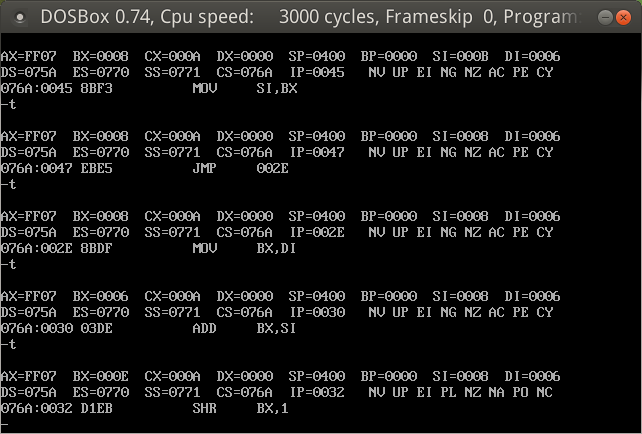 DOSBox 0.74, Cpu speed: 3000 cycles, Frameskip 0, Program
AX=FF07 BX=0008 CX=000A DX=0000 SP=0400 BP=0000 SI=000B DI=0006
DS=075A ES=0770 SS=0771 CS=076A IP=0045 NV UP EI NG NZ AC PE CY
076A:0045 8BF3 MOV SI,BX
-t
AX=FF07 BX=0008 CX=000A DX=0000 SP=0400 BP=0000 SI=0008 DI=0006
DS=075A ES=0770 SS=0771 CS=076A IP=0047 NV UP EI NG NZ AC PE CY
076A:0047 EBE5 JMP 002E
-t
AX=FF07 BX=0008 CX=000A DX=0000 SP=0400 BP=0000 SI=0008 DI=0006
DS=075A ES=0770 SS=0771 CS=076A IP=002E NV UP EI NG NZ AC PE CY
076A:002E 8BDF MOV BX,DI
-t
AX=FF07 BX=0006 CX=000A DX=0000 SP=0400 BP=0000 SI=0008 DI=0006
DS=075A ES=0770 SS=0771 CS=076A IP=0030 NV UP EI NG NZ AC PE CY
076A:0030 03DE ADD BX,SI
-t
AX=FF07 BX=000E CX=000A DX=0000 SP=0400 BP=0000 SI=0008 DI=0006
DS=075A ES=0770 SS=0771 CS=076A IP=0032 NV UP EI PL NZ NA PO NC
076A:0032 D1EB SHR BX,1
-